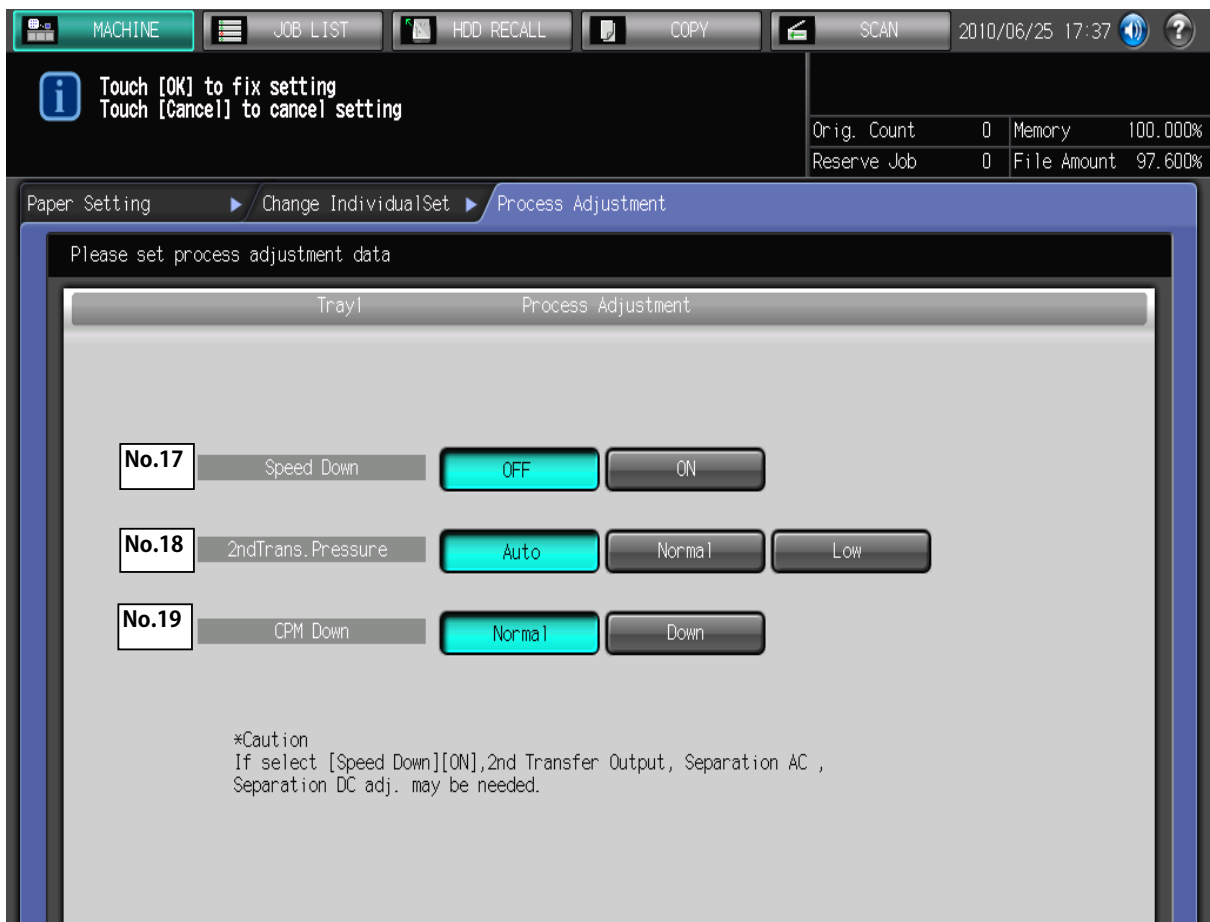 MACHINE JOB LIST HDD RECALL COPY SCAN 2010/06/25 17:37 ?
i Touch [OK] to fix setting
Touch [Cancel] to cancel setting
Orig. Count 0 Memory 100.000%
Reserve Job 0 File Amount 97.600%
Paper Setting Change IndividualSet Process Adjustment
Please set process adjustment data
Tray1 Process Adjustment
No.17 Speed Down OFF ON
No.18 2ndTrans.Pressure Auto Normal Low
No.19 CPM Down Normal Down
*Caution
If select [Speed Down][ON],2nd Transfer Output, Separation AC ,
Separation DC adj. may be needed.